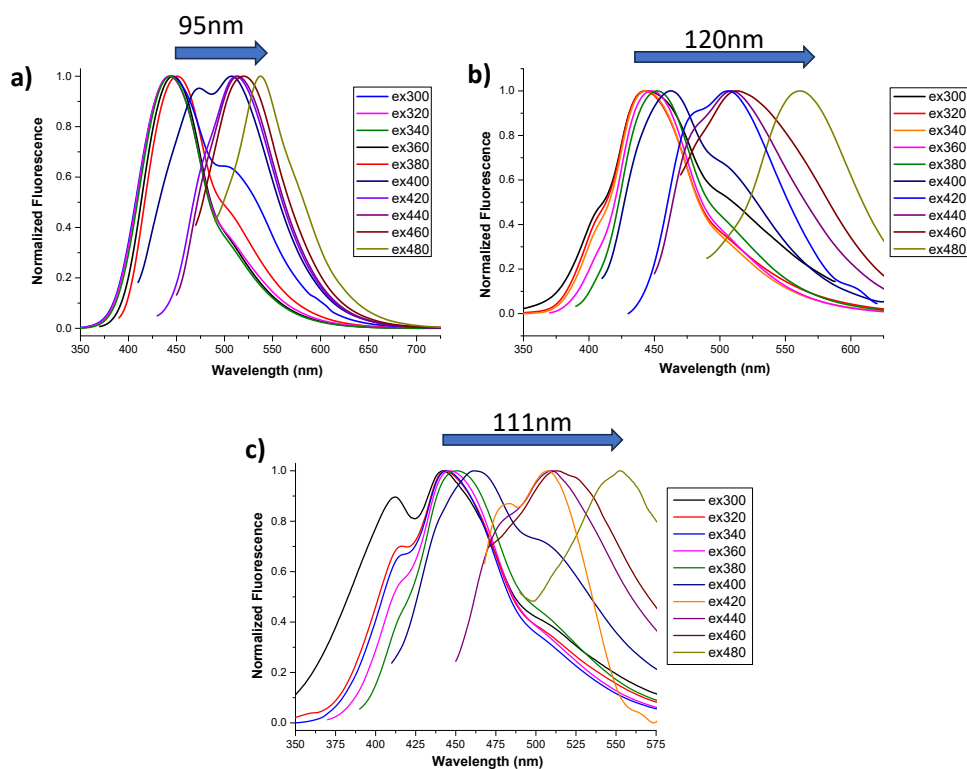 95nm
a)
Normalized Fluorescence
1.0
0.8
0.6
0.4
0.2
0.0
350 400 450 500 550 600 650 700
Wavelength (nm)
ex300
ex320
ex340
ex360
ex380
ex400
ex420
ex440
ex460
ex480
120nm
b)
Normalized Fluorescence
1.0
0.8
0.6
0.4
0.2
0.0
350 400 450 500 550 600
Wavelength (nm)
ex300
ex320
ex340
ex360
ex380
ex400
ex420
ex440
ex460
ex480
111nm
c)
Normalized Fluorescence
1.0
0.8
0.6
0.4
0.2
0.0
350 375 400 425 450 475 500 525 550 575
Wavelength (nm)
ex300
ex320
ex340
ex360
ex380
ex400
ex420
ex440
ex460
ex480